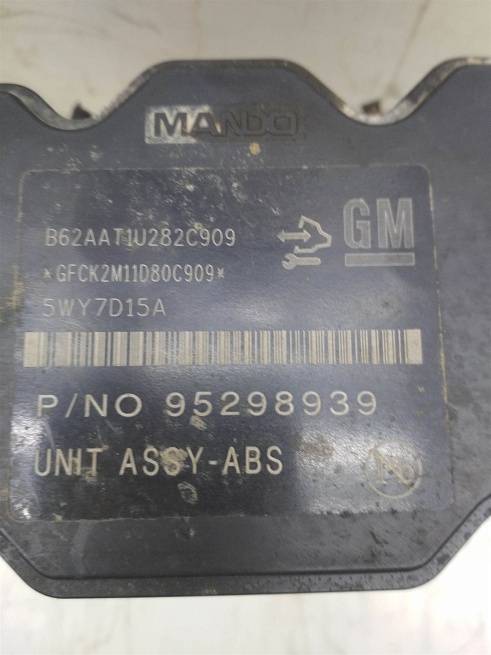 MANDO
B62AAT1U282C909
GM
*GFCK2M11D80C909*
5WY7D15A
P/NO 95298939
UNIT ASSY-ABS